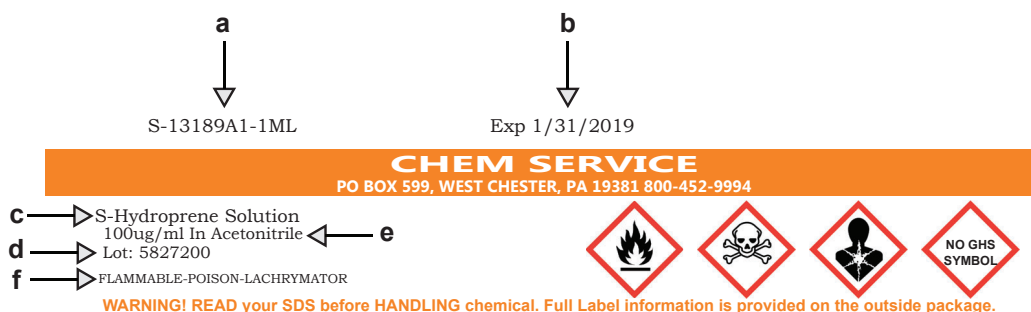 a b
S-13189A1-1ML Exp 1/31/2019
CHEM SERVICE
PO BOX 599, WEST CHESTER, PA 19381 800-452-9994
c S-Hydroprene Solution
100ug/ml In Acetonitrile e
d Lot: 5827200
f FLAMMABLE-POISON-LACHRYMATOR
NO GHS
SYMBOL
WARNING! READ your SDS before HANDLING chemical. Full Label information is provided on the outside package.